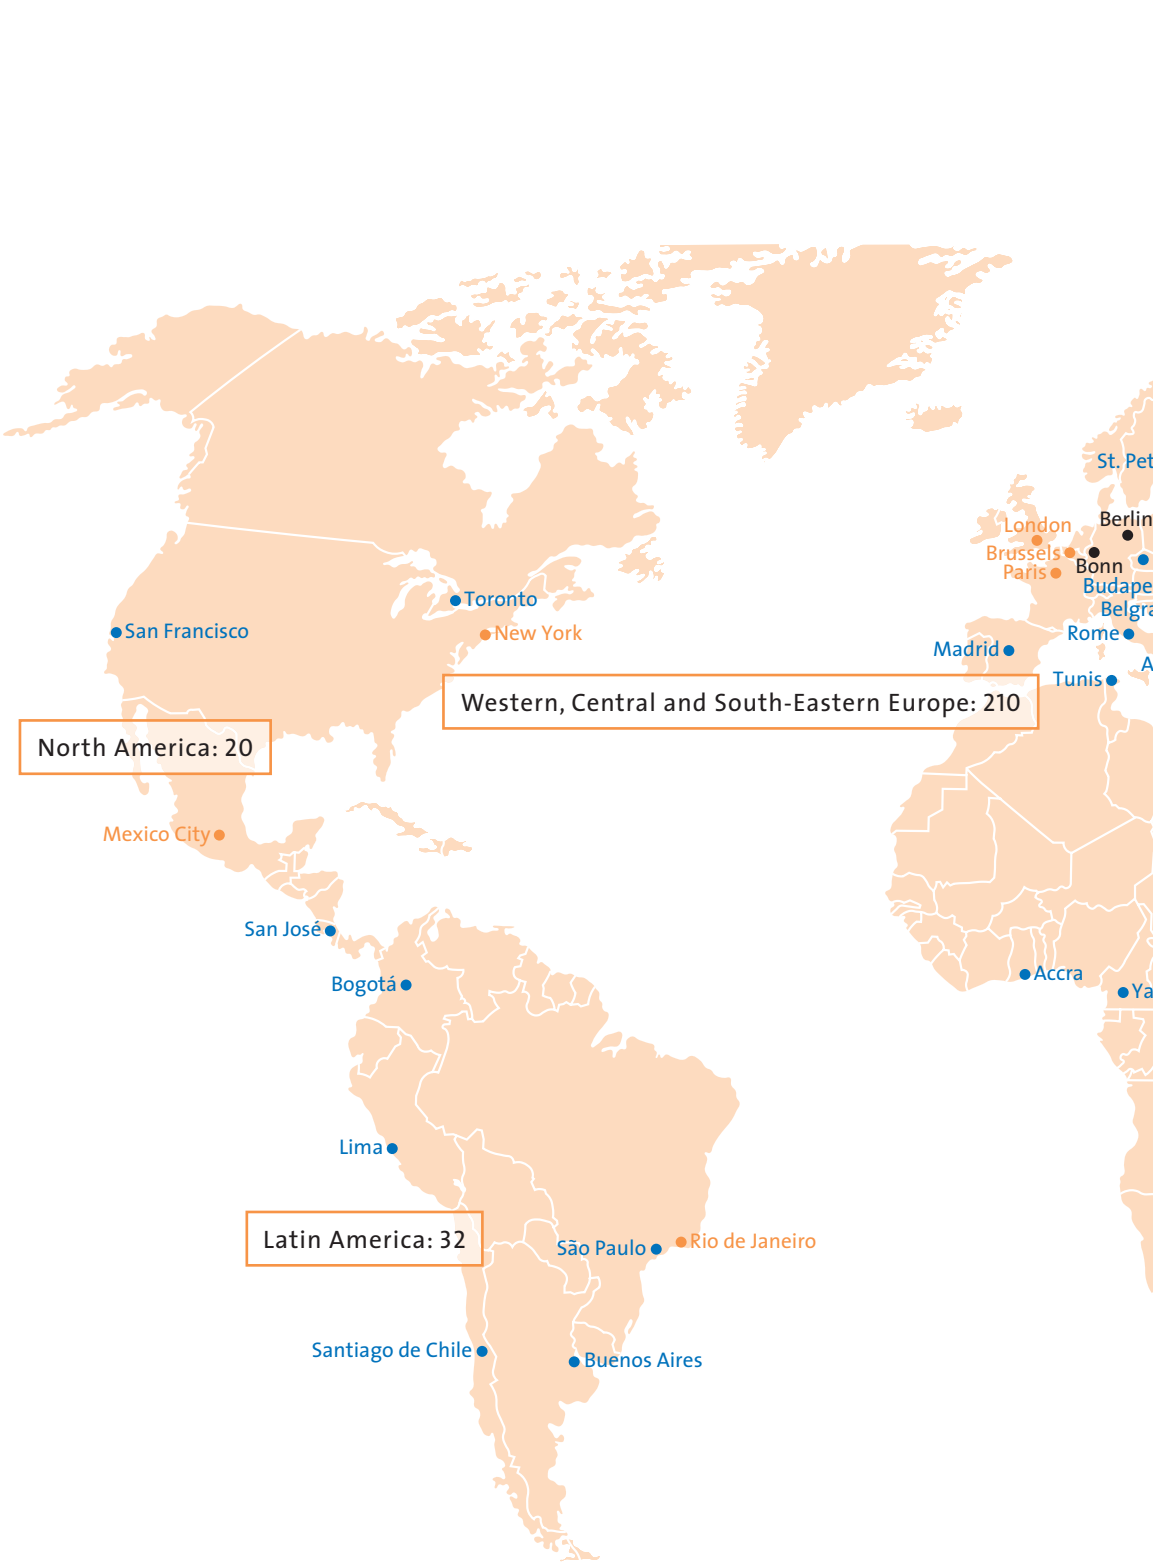 St. Pet
London
Berlin
Brussels
Bonn
Paris
Budape
Belgra
Toronto
San Francisco
New York
Rome
Madrid
A
Tunis
Western, Central and South-Eastern Europe: 210
North America: 20
Mexico City
San José
Accra
Bogotá
Ya
Lima
Latin America: 32
São Paulo
Rio de Janeiro
Santiago de Chile
Buenos Aires